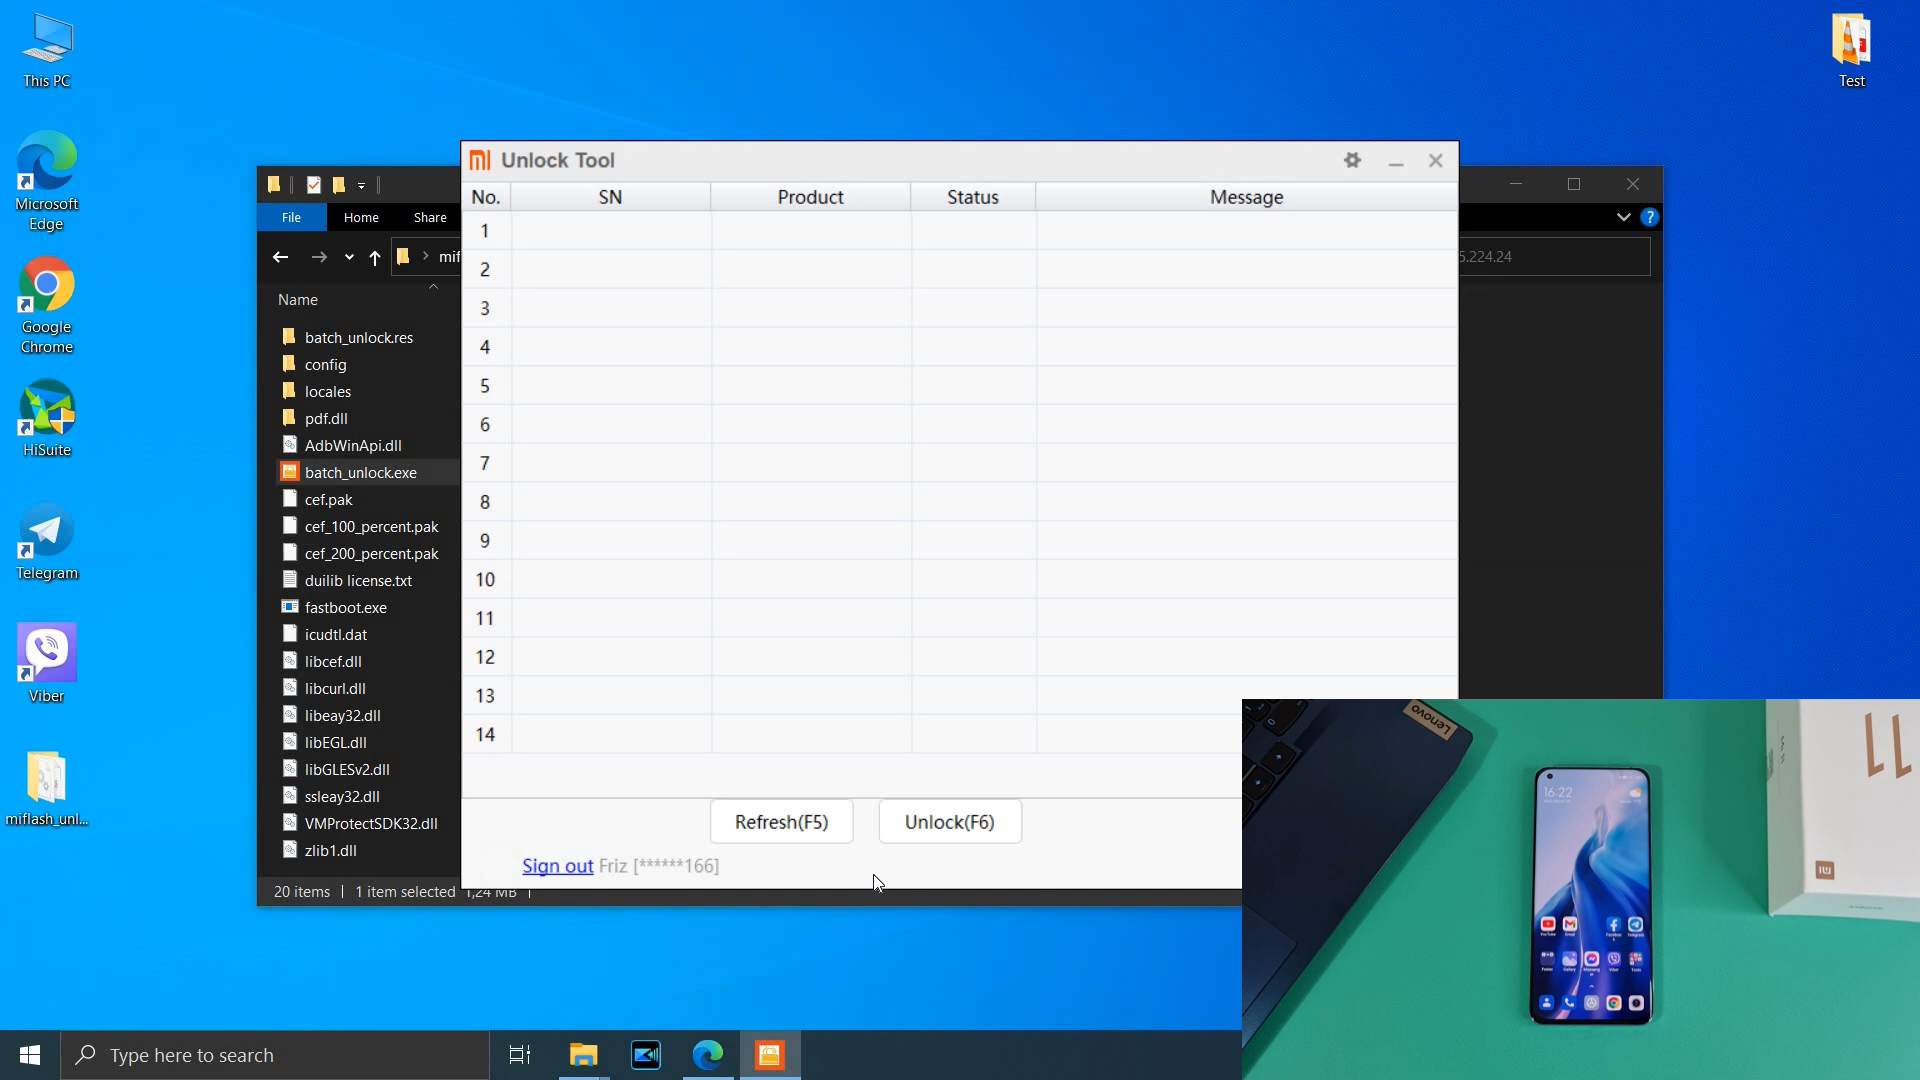 This PC
Microsoft
Edge
Google
Chrome
HiSuite
Telegram
Viber
miflash_unl...
Test
File
Home
Share
mif
Name
batch_unlock.res
config
locales
pdf.dll
AdbWinApi.dll
batch_unlock.exe
cef.pak
cef_100_percent.pak
cef_200_percent.pak
duilib license.txt
fastboot.exe
icudtl.dat
libcef.dll
libcurl.dll
libeay32.dll
libEGL.dll
libGLESv2.dll
ssleay32.dll
VMProtectSDK32.dll
zlib1.dll
20 items
1 item selected
1,24 MB
5.224.24
?
Unlock Tool
No. SN Product Status Message
1
2
3
4
5
6
7
8
9
10
11
12
13
14
Refresh(F5)
Unlock(F6)
Sign out Friz [******166]
Type here to search
Lenovo
16:22
11